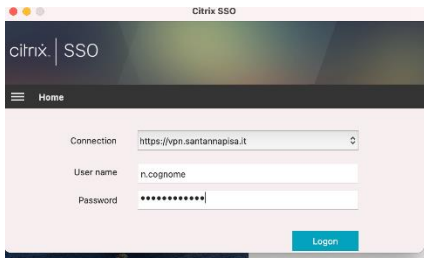 Citrix SSO
citrix. | SSO
Home
Connection https://vpn.santannapisa.it
User name n.cognome
Password ••••••••••••
Logon